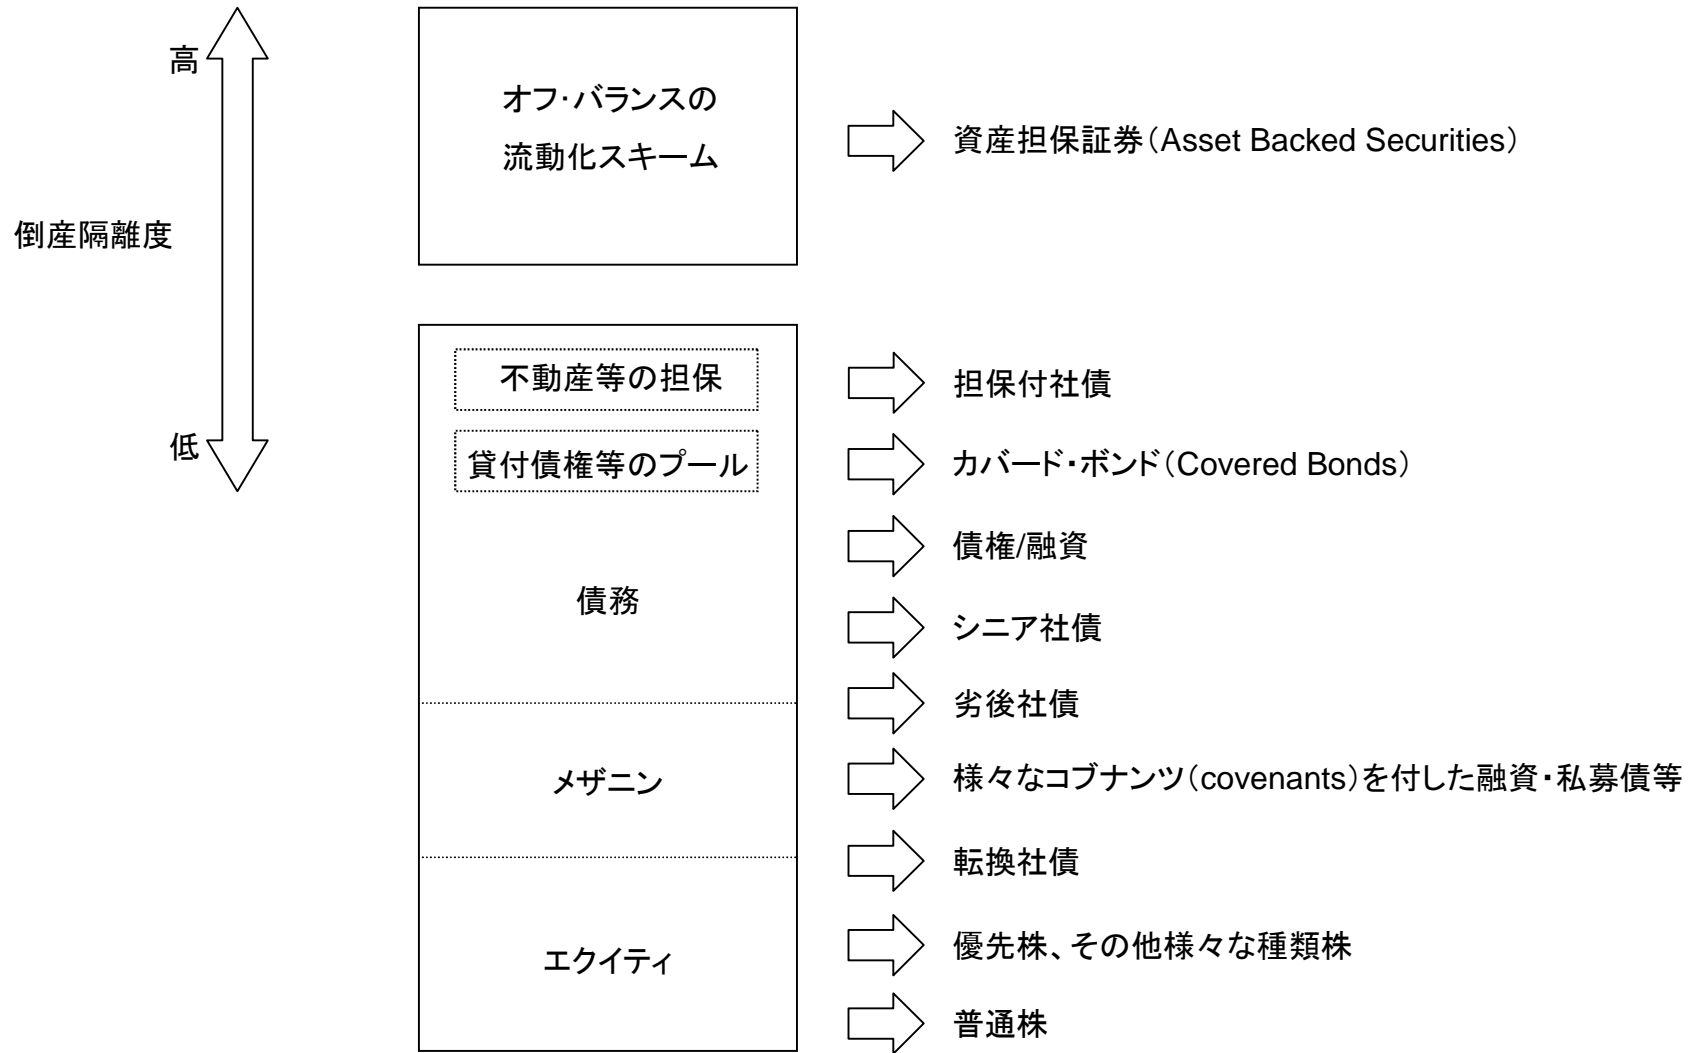 高
オフ・バランスの
流動化スキーム
資産担保証券（Asset Backed Securities）
倒産隔離度
不動産等の担保
担保付社債
低
貸付債権等のプール
カバード・ボンド（Covered Bonds）
債権/融資
債務
シニア社債
劣後社債
メザニン
様々なコブナンツ（covenants）を付した融資・私募債等
転換社債
エクイティ
優先株、その他様々な種類株
普通株